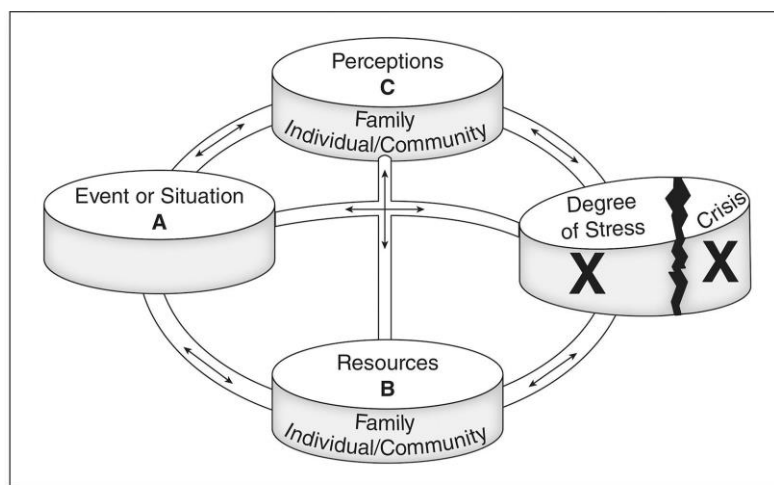 Perceptions
C
Family
Individual/Community
Event or Situation
A
Degree
of Stress
Crisis
X
X
Resources
B
Family
Individual/Community